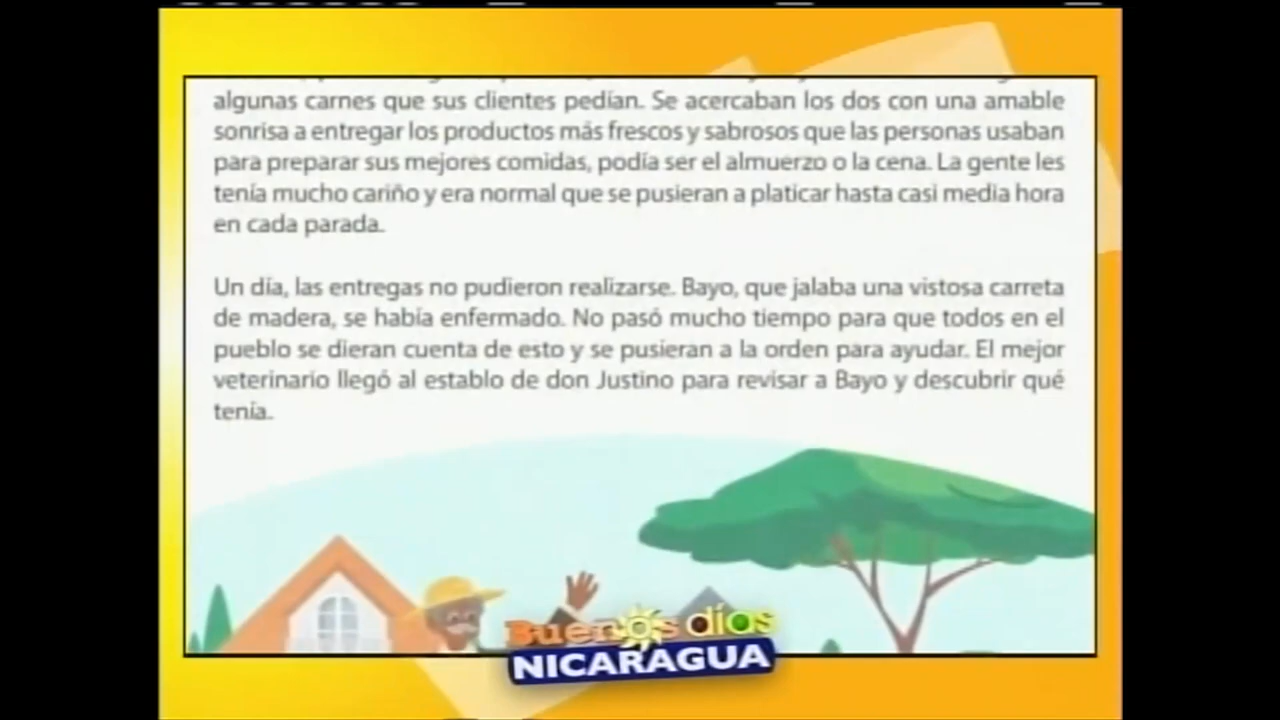 algunas carnes que sus clientes pedían. Se acercaban los dos con una amable
sonrisa a entregar los productos más frescos y sabrosos que las personas usaban
para preparar sus mejores comidas, podía ser el almuerzo o la cena. La gente les
tenía mucho cariño y era normal que se pusieran a platicar hasta casi media hora
en cada parada.
Un día, las entregas no pudieron realizarse. Bayo, que jalaba una vistosa carreta
de madera, se había enfermado. No pasó mucho tiempo para que todos en el
pueblo se dieran cuenta de esto y se pusieran a la orden para ayudar. El mejor
veterinario llegó al establo de don Justino para revisar a Bayo y descubrir qué
tenía.
Buenos días
NICARAGUA